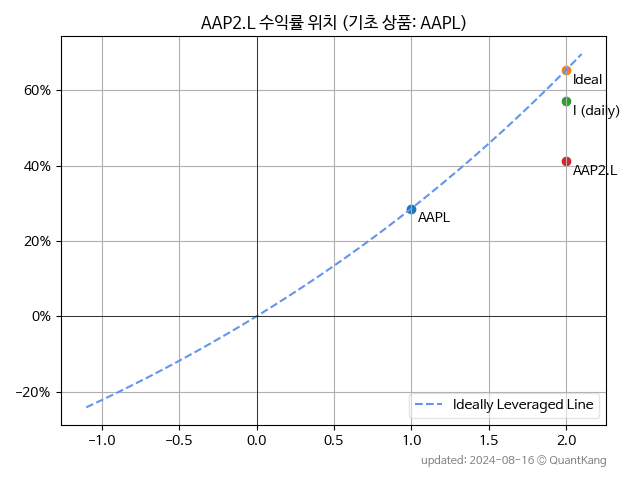 AAP2.L 수익률 위치 (기초 상품: AAPL)
60%
40%
20%
0%
−20%
Ideal
I (daily)
AAP2.L
AAPL
Ideally Leveraged Line
−1.0 −0.5 0.0 0.5 1.0 1.5 2.0
updated: 2024-08-16 © QuantKang